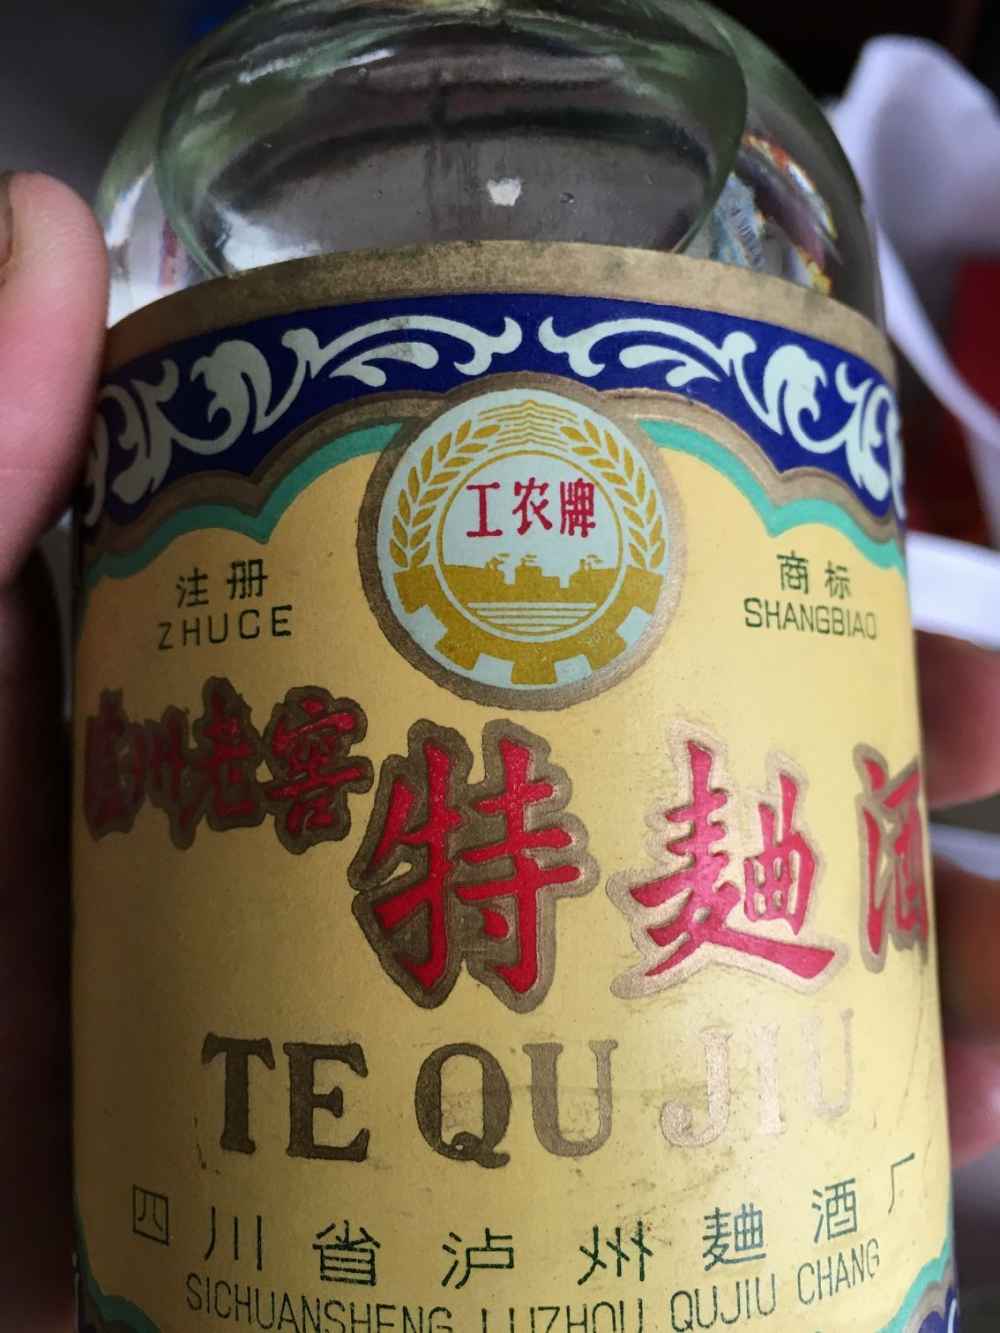 工农牌
注册 商标
ZHUCE SHANGBIAO
泸州老窖特麯酒
TE QU JIU
四川省泸州麯酒厂
SICHUANSHENG LUZHOU QUJIU CHANG